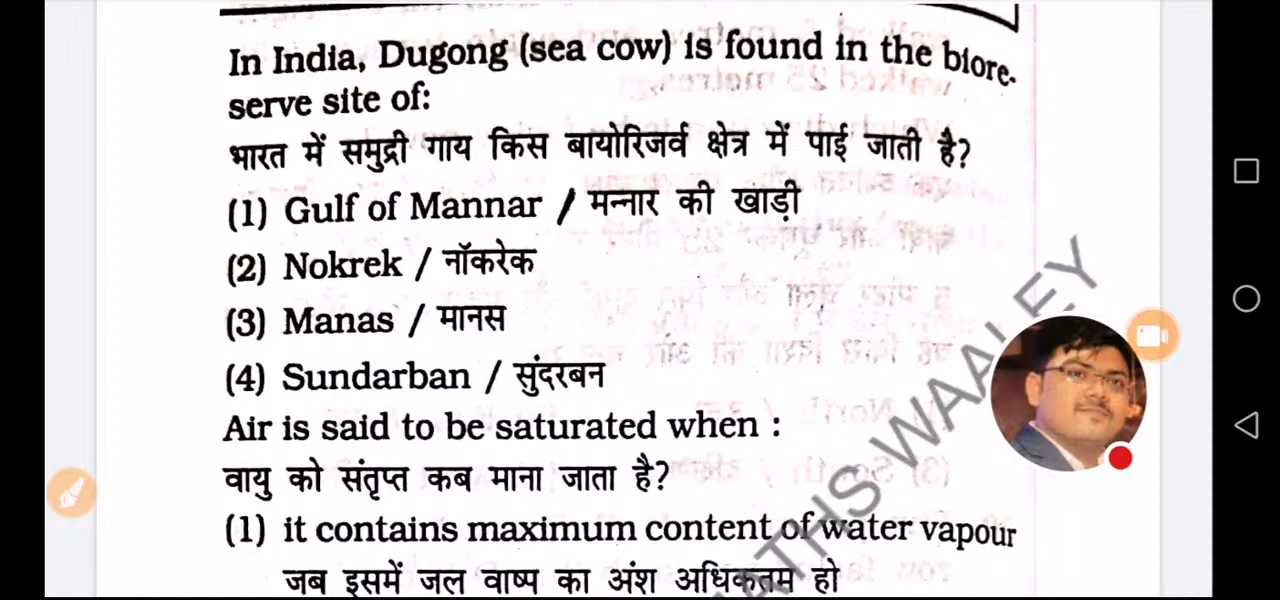 In India, Dugong (sea cow) is found in the biore-
serve site of:
भारत में समुद्री गाय किस बायोरिजर्व क्षेत्र में पाई जाती है?
(1) Gulf of Mannar / मन्नार की खाड़ी
(2) Nokrek / नॉकरेक
(3) Manas / मानस
(4) Sundarban / सुंदरबन
Air is said to be saturated when :
वायु को संतृप्त कब माना जाता है?
(1) it contains maximum content of water vapour
जब इसमें जल वाष्प का अंश अधिकतम हो
MATHS WAALEY